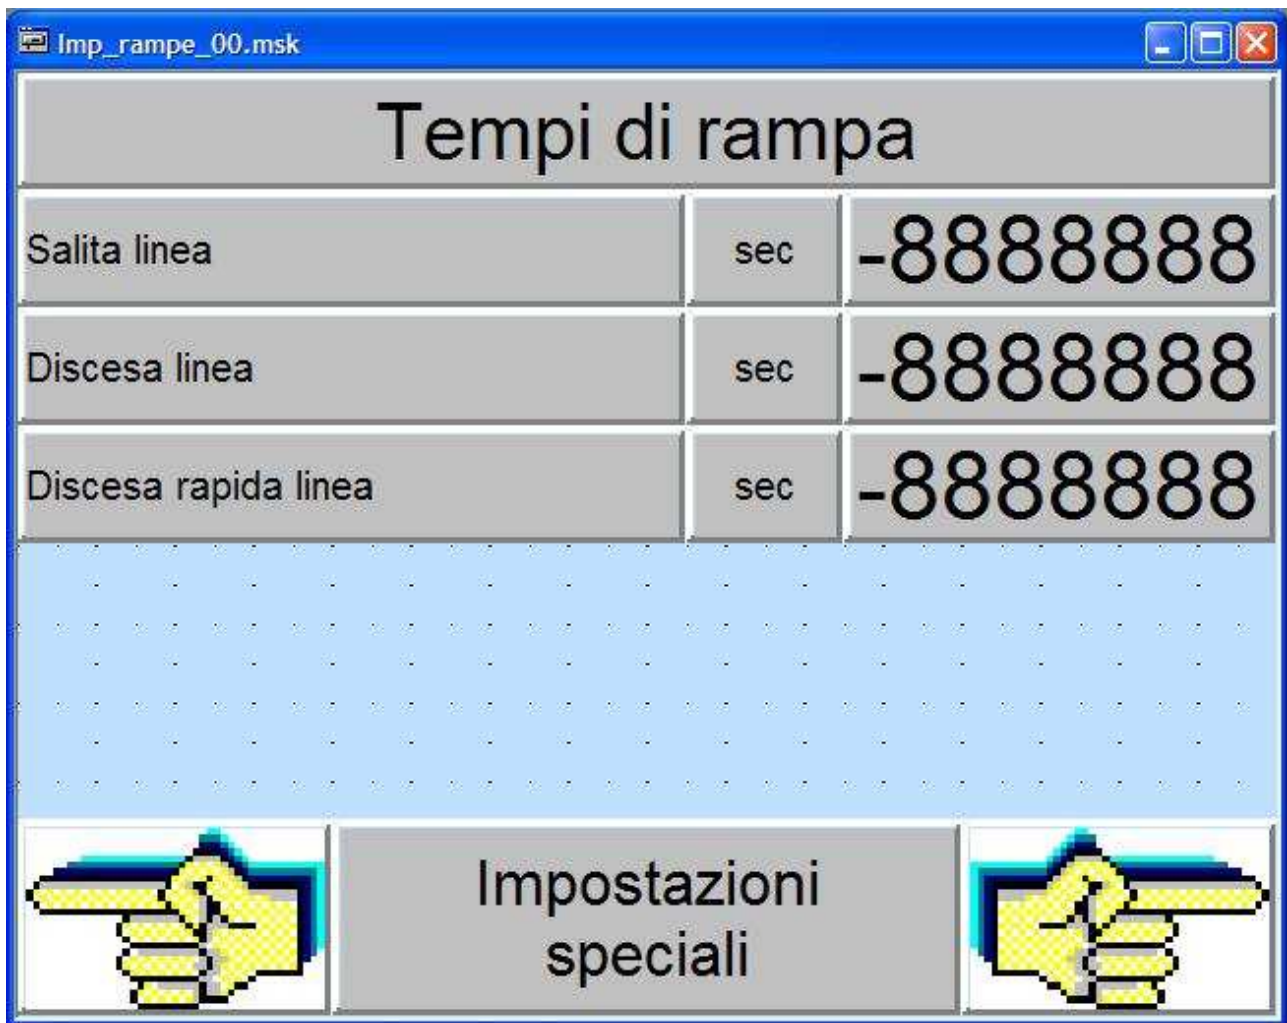 Imp_rampe_00.msk
Tempi di rampa
Salita linea sec -8888888
Discesa linea sec -8888888
Discesa rapida linea sec -8888888
Impostazioni
speciali